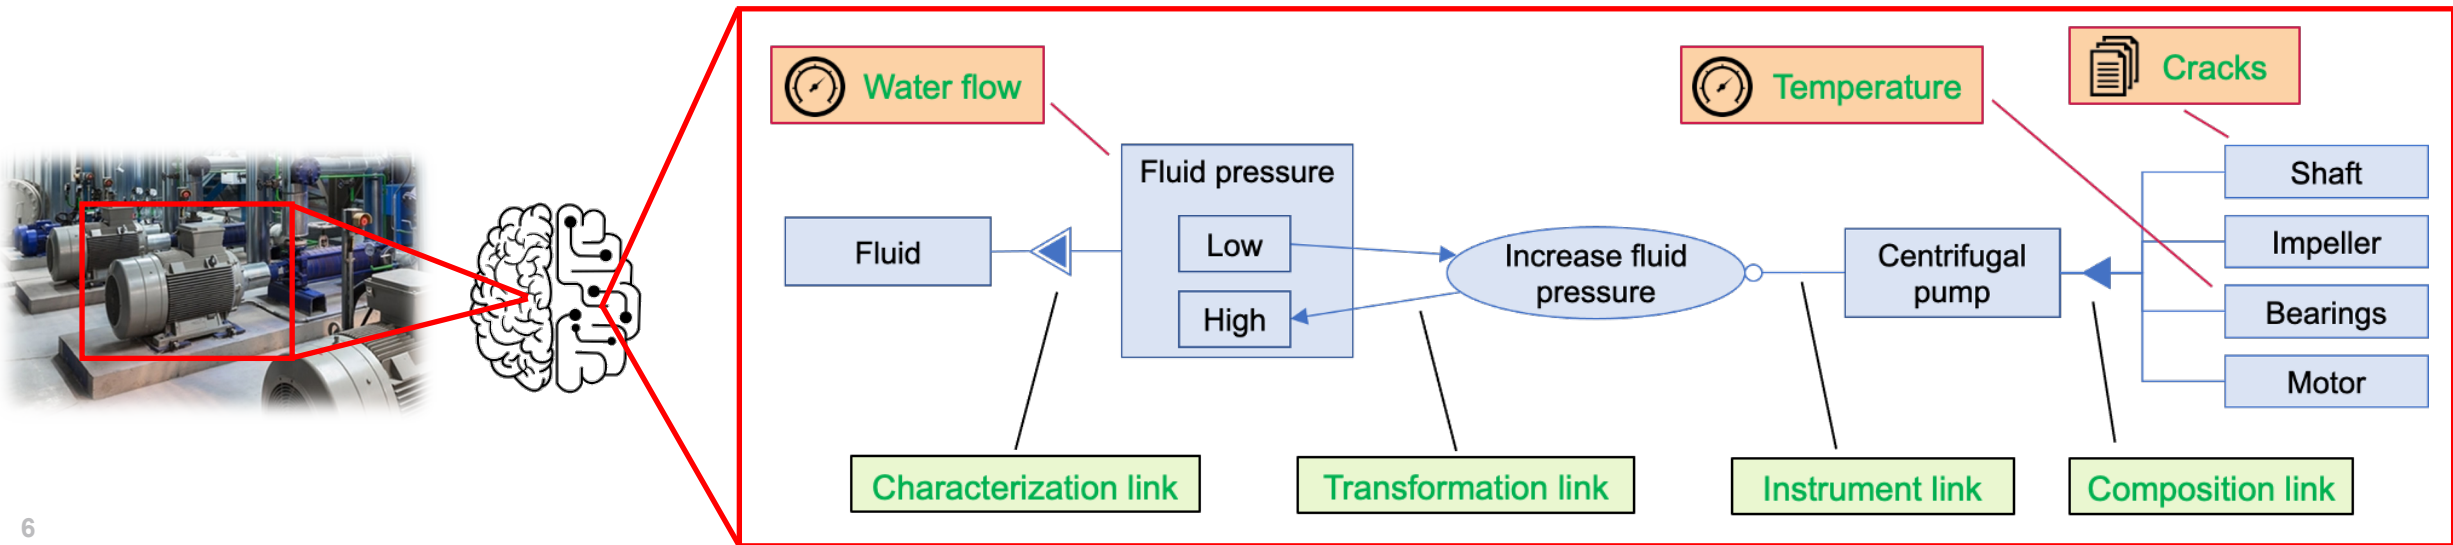 Water flow
Temperature
Cracks
Fluid pressure
Shaft
Fluid
Low
Increase fluid
pressure
Centrifugal
pump
Impeller
High
Bearings
Motor
Characterization link
Transformation link
Instrument link
Composition link
6